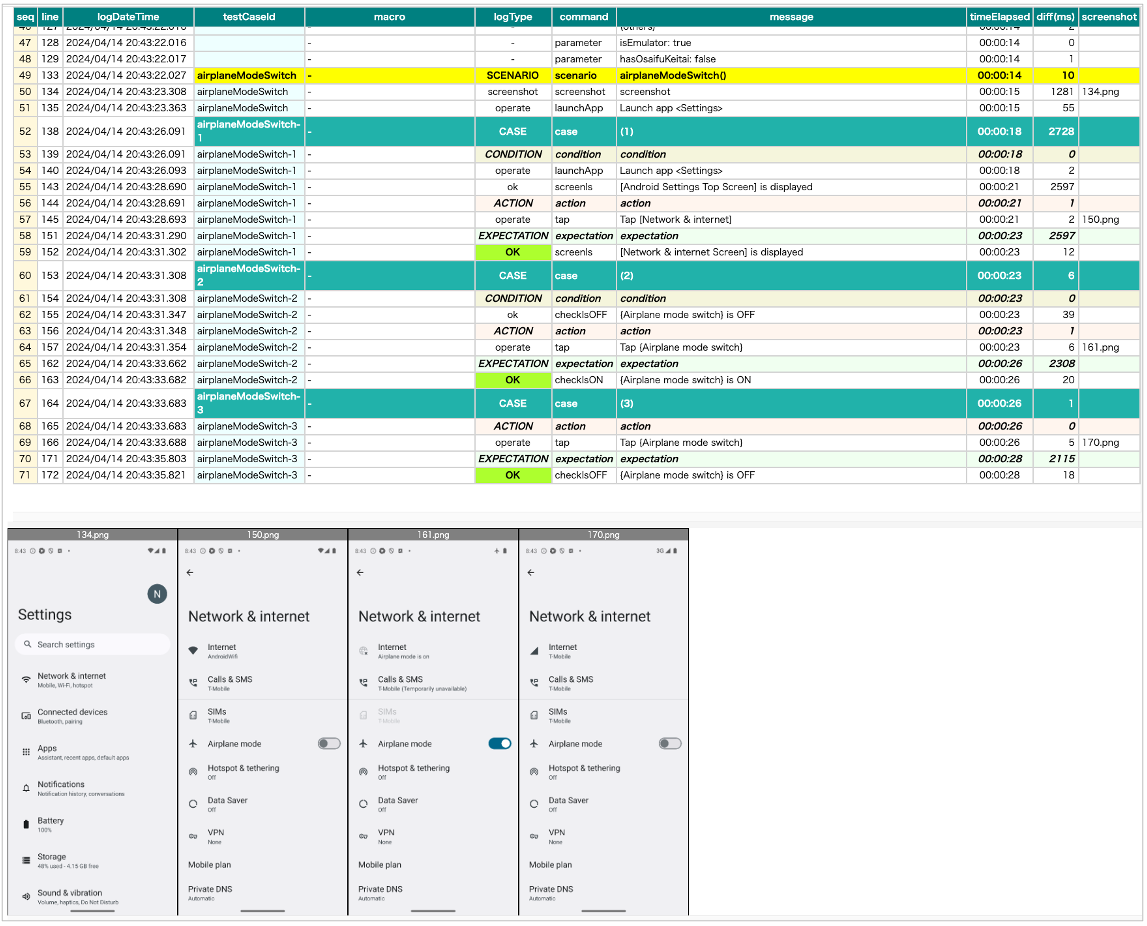 seq line logDateTime testCaseId macro logType command message timeElapsed diff(ms) screenshot
47 128 2024/04/14 20:43:22.016 - - parameter isEmulator: true 00:00:14 0
48 129 2024/04/14 20:43:22.017 - - parameter hasOsaifuKeitai: false 00:00:14 1
49 133 2024/04/14 20:43:22.027 airplaneModeSwitch - SCENARIO scenario airplaneModeSwitch() 00:00:14 10
50 134 2024/04/14 20:43:23.308 airplaneModeSwitch - screenshot screenshot screenshot 00:00:15 1281 134.png
51 135 2024/04/14 20:43:23.363 airplaneModeSwitch - operate launchApp Launch app <Settings> 00:00:15 55
52 138 2024/04/14 20:43:26.091 airplaneModeSwitch-1 - CASE case (1) 00:00:18 2728
53 139 2024/04/14 20:43:26.091 airplaneModeSwitch-1 - CONDITION condition condition 00:00:18 0
54 140 2024/04/14 20:43:26.093 airplaneModeSwitch-1 - operate launchApp Launch app <Settings> 00:00:18 2
55 143 2024/04/14 20:43:28.690 airplaneModeSwitch-1 - ok screenIs [Android Settings Top Screen] is displayed 00:00:21 2597
56 144 2024/04/14 20:43:28.691 airplaneModeSwitch-1 - ACTION action action 00:00:21 1
57 145 2024/04/14 20:43:28.693 airplaneModeSwitch-1 - operate tap Tap [Network & internet] 00:00:21 2 150.png
58 151 2024/04/14 20:43:31.290 airplaneModeSwitch-1 - EXPECTATION expectation expectation 00:00:23 2597
59 152 2024/04/14 20:43:31.302 airplaneModeSwitch-1 - OK screenIs [Network & internet Screen] is displayed 00:00:23 12
60 153 2024/04/14 20:43:31.308 airplaneModeSwitch-2 - CASE case (2) 00:00:23 6
61 154 2024/04/14 20:43:31.308 airplaneModeSwitch-2 - CONDITION condition condition 00:00:23 0
62 155 2024/04/14 20:43:31.347 airplaneModeSwitch-2 - ok checkIsOFF {Airplane mode switch} is OFF 00:00:23 39
63 156 2024/04/14 20:43:31.348 airplaneModeSwitch-2 - ACTION action action 00:00:23 1
64 157 2024/04/14 20:43:31.354 airplaneModeSwitch-2 - operate tap Tap {Airplane mode switch} 00:00:23 6 161.png
65 162 2024/04/14 20:43:33.662 airplaneModeSwitch-2 - EXPECTATION expectation expectation 00:00:26 2308
66 163 2024/04/14 20:43:33.682 airplaneModeSwitch-2 - OK checkIsON {Airplane mode switch} is ON 00:00:26 20
67 164 2024/04/14 20:43:33.683 airplaneModeSwitch-3 - CASE case (3) 00:00:26 1
68 165 2024/04/14 20:43:33.683 airplaneModeSwitch-3 - ACTION action action 00:00:26 0
69 166 2024/04/14 20:43:33.688 airplaneModeSwitch-3 - operate tap Tap {Airplane mode switch} 00:00:26 5 170.png
70 171 2024/04/14 20:43:35.803 airplaneModeSwitch-3 - EXPECTATION expectation expectation 00:00:28 2115
71 172 2024/04/14 20:43:35.821 airplaneModeSwitch-3 - OK checkIsOFF {Airplane mode switch} is OFF 00:00:28 18
134.png
8:43
N
Settings
Search settings
Network & internet
Mobile, Wi-Fi, hotspot
Connected devices
Bluetooth, pairing
Apps
Assistant, recent apps, default apps
Notifications
Notification history, conversations
Battery
100%
Storage
48% used - 4.15 GB free
Sound & vibration
Volume, haptics, Do Not Disturb
150.png
8:43
Network & internet
Internet
AndroidWifi
Calls & SMS
T-Mobile
SIMs
T-Mobile
Airplane mode
Hotspot & tethering
Off
Data Saver
Off
VPN
None
Mobile plan
Private DNS
Automatic
161.png
8:43
Network & internet
Internet
Airplane mode is on
Calls & SMS
T-Mobile (Temporarily unavailable)
SIMs
T-Mobile
Airplane mode
Hotspot & tethering
Off
Data Saver
Off
VPN
None
Mobile plan
Private DNS
Automatic
170.png
8:43 3G
Network & internet
Internet
T-Mobile
Calls & SMS
T-Mobile
SIMs
T-Mobile
Airplane mode
Hotspot & tethering
Off
Data Saver
Off
VPN
None
Mobile plan
Private DNS
Automatic